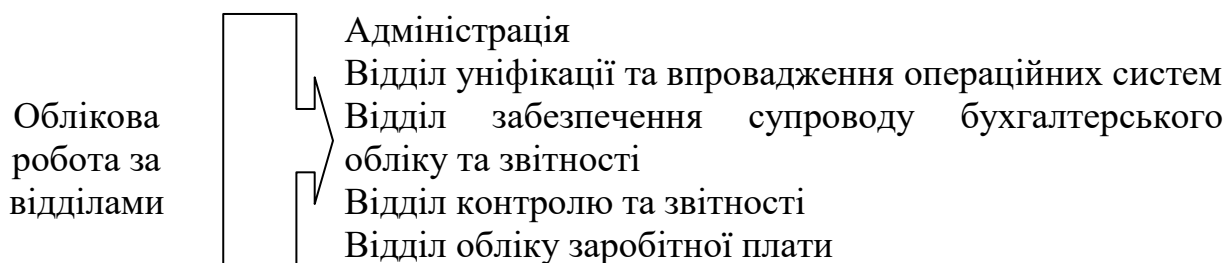 Облікова
робота за
відділами
Адміністрація
Відділ уніфікації та впровадження операційних систем
Відділ забезпечення супроводу бухгалтерського
обліку та звітності
Відділ контролю та звітності
Відділ обліку заробітної плати